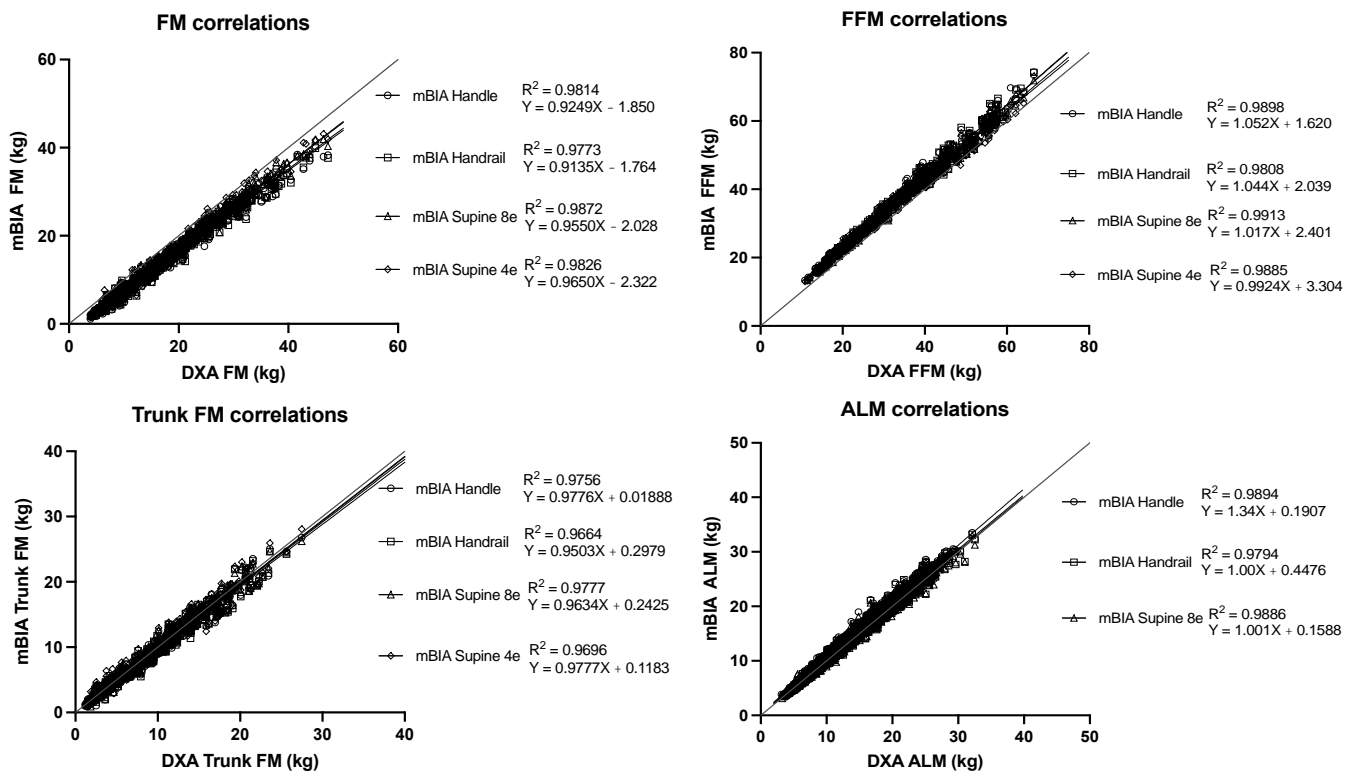 FM correlations
60
40
20
0
0
20
40
60
mBIA FM (kg)
DXA FM (kg)
mBIA Handle
R² = 0.9814
Y = 0.9249X - 1.850
mBIA Handrail
R² = 0.9773
Y = 0.9135X - 1.764
mBIA Supine 8e
R² = 0.9872
Y = 0.9550X - 2.028
mBIA Supine 4e
R² = 0.9826
Y = 0.9650X - 2.322
FFM correlations
80
60
40
20
0
0
20
40
60
80
mBIA FFM (kg)
DXA FFM (kg)
mBIA Handle
R² = 0.9898
Y = 1.052X + 1.620
mBIA Handrail
R² = 0.9808
Y = 1.044X + 2.039
mBIA Supine 8e
R² = 0.9913
Y = 1.017X + 2.401
mBIA Supine 4e
R² = 0.9885
Y = 0.9924X + 3.304
Trunk FM correlations
40
30
20
10
0
0
10
20
30
40
mBIA Trunk FM (kg)
DXA Trunk FM (kg)
mBIA Handle
R² = 0.9756
Y = 0.9776X + 0.01888
mBIA Handrail
R² = 0.9664
Y = 0.9503X + 0.2979
mBIA Supine 8e
R² = 0.9777
Y = 0.9634X + 0.2425
mBIA Supine 4e
R² = 0.9696
Y = 0.9777X + 0.1183
ALM correlations
50
40
30
20
10
0
0
10
20
30
40
50
mBIA ALM (kg)
DXA ALM (kg)
mBIA Handle
R² = 0.9894
Y = 1.34X + 0.1907
mBIA Handrail
R² = 0.9794
Y = 1.00X + 0.4476
mBIA Supine 8e
R² = 0.9886
Y = 1.001X + 0.1588